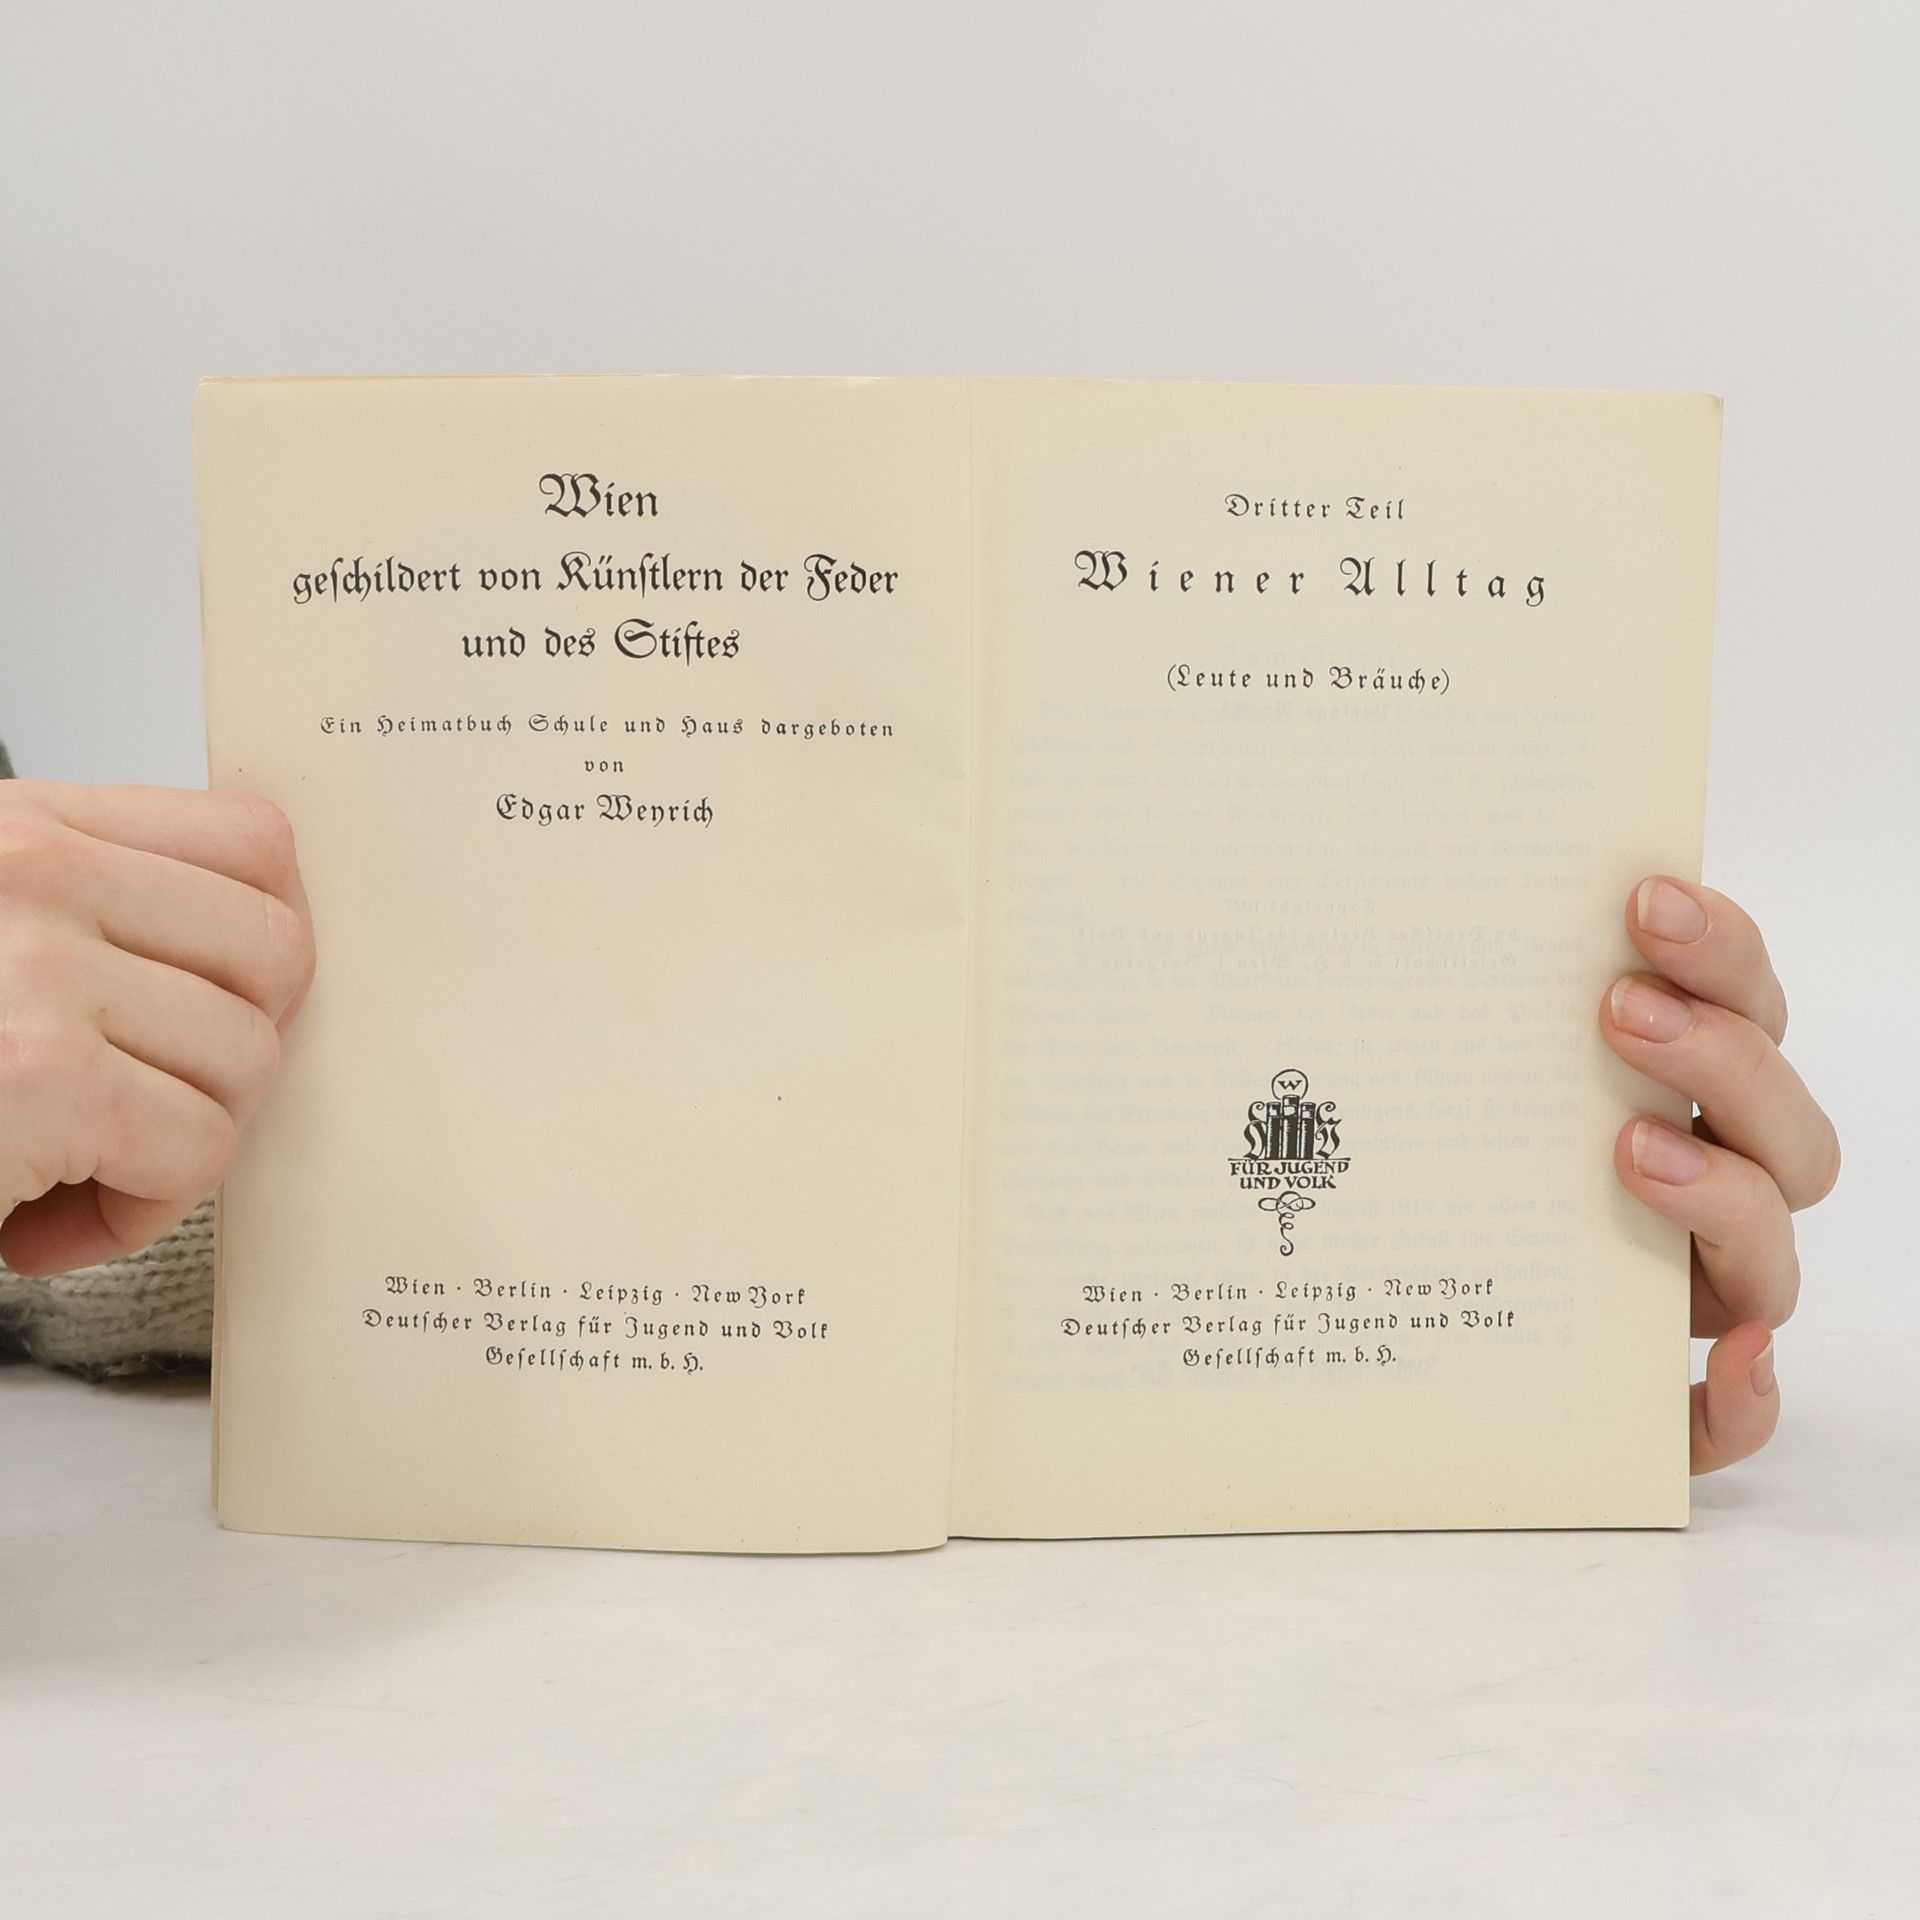 Wien
geſchildert von Künſtlern der Feder
und des Stiftes
Ein Heimatbuch Schule und Haus dargeboten
von
Edgar Weyrich
Wien · Berlin · Leipzig · New York
Deutſcher Verlag für Jugend und Volk
Geſellſchaft m. b. H.
Dritter Teil
Wiener Alltag
(Leute und Bräuche)
W
FÜR JUGEND
UND VOLK
Wien · Berlin · Leipzig · New York
Deutſcher Verlag für Jugend und Volk
Geſellſchaft m. b. H.